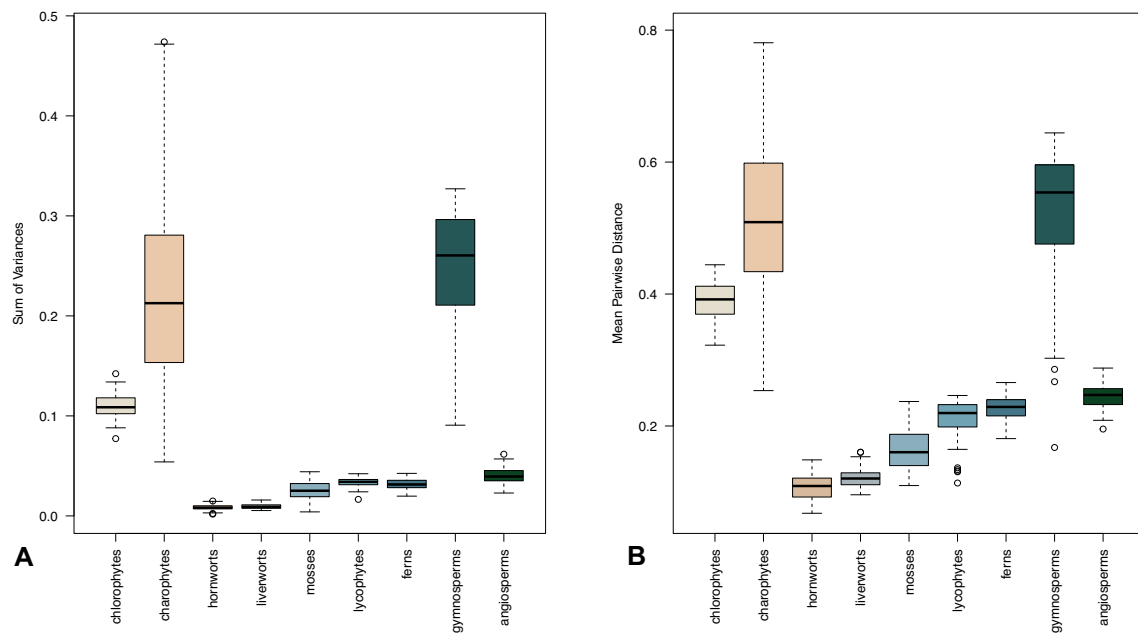 0.5
0.4
0.3
0.2
0.1
0.0
Sum of Variances
chlorophytes
charophytes
hornworts
liverworts
mosses
lycophytes
ferns
gymnosperms
angiosperms
A
0.8
0.6
0.4
0.2
Mean Pairwise Distance
chlorophytes
charophytes
hornworts
liverworts
mosses
lycophytes
ferns
gymnosperms
angiosperms
B